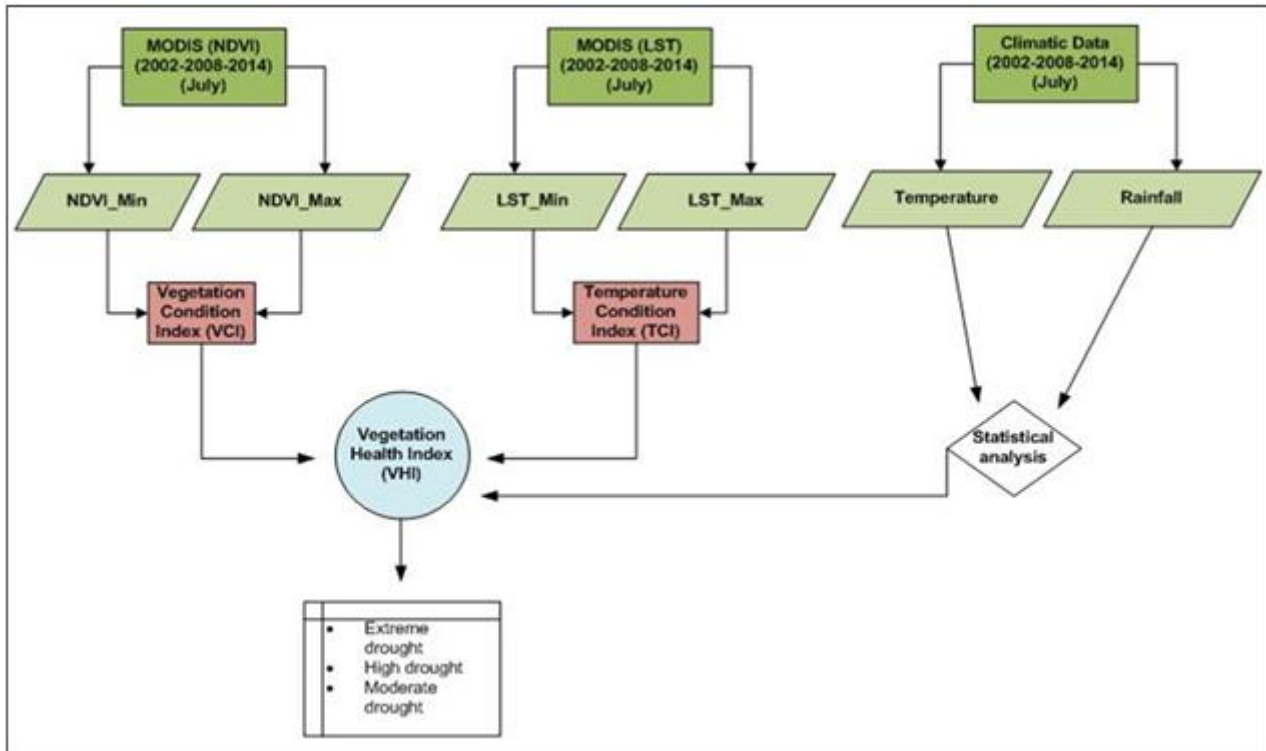 MODIS (NDVI)
(2002-2008-2014)
(July)
MODIS (LST)
(2002-2008-2014)
(July)
Climatic Data
(2002-2008-2014)
(July)
NDVI_Min
NDVI_Max
LST_Min
LST_Max
Temperature
Rainfall
Vegetation
Condition
Index (VCI)
Temperature
Condition
Index (TCI)
Vegetation
Health Index
(VHI)
Statistical
analysis
• Extreme
drought
• High drought
• Moderate
drought